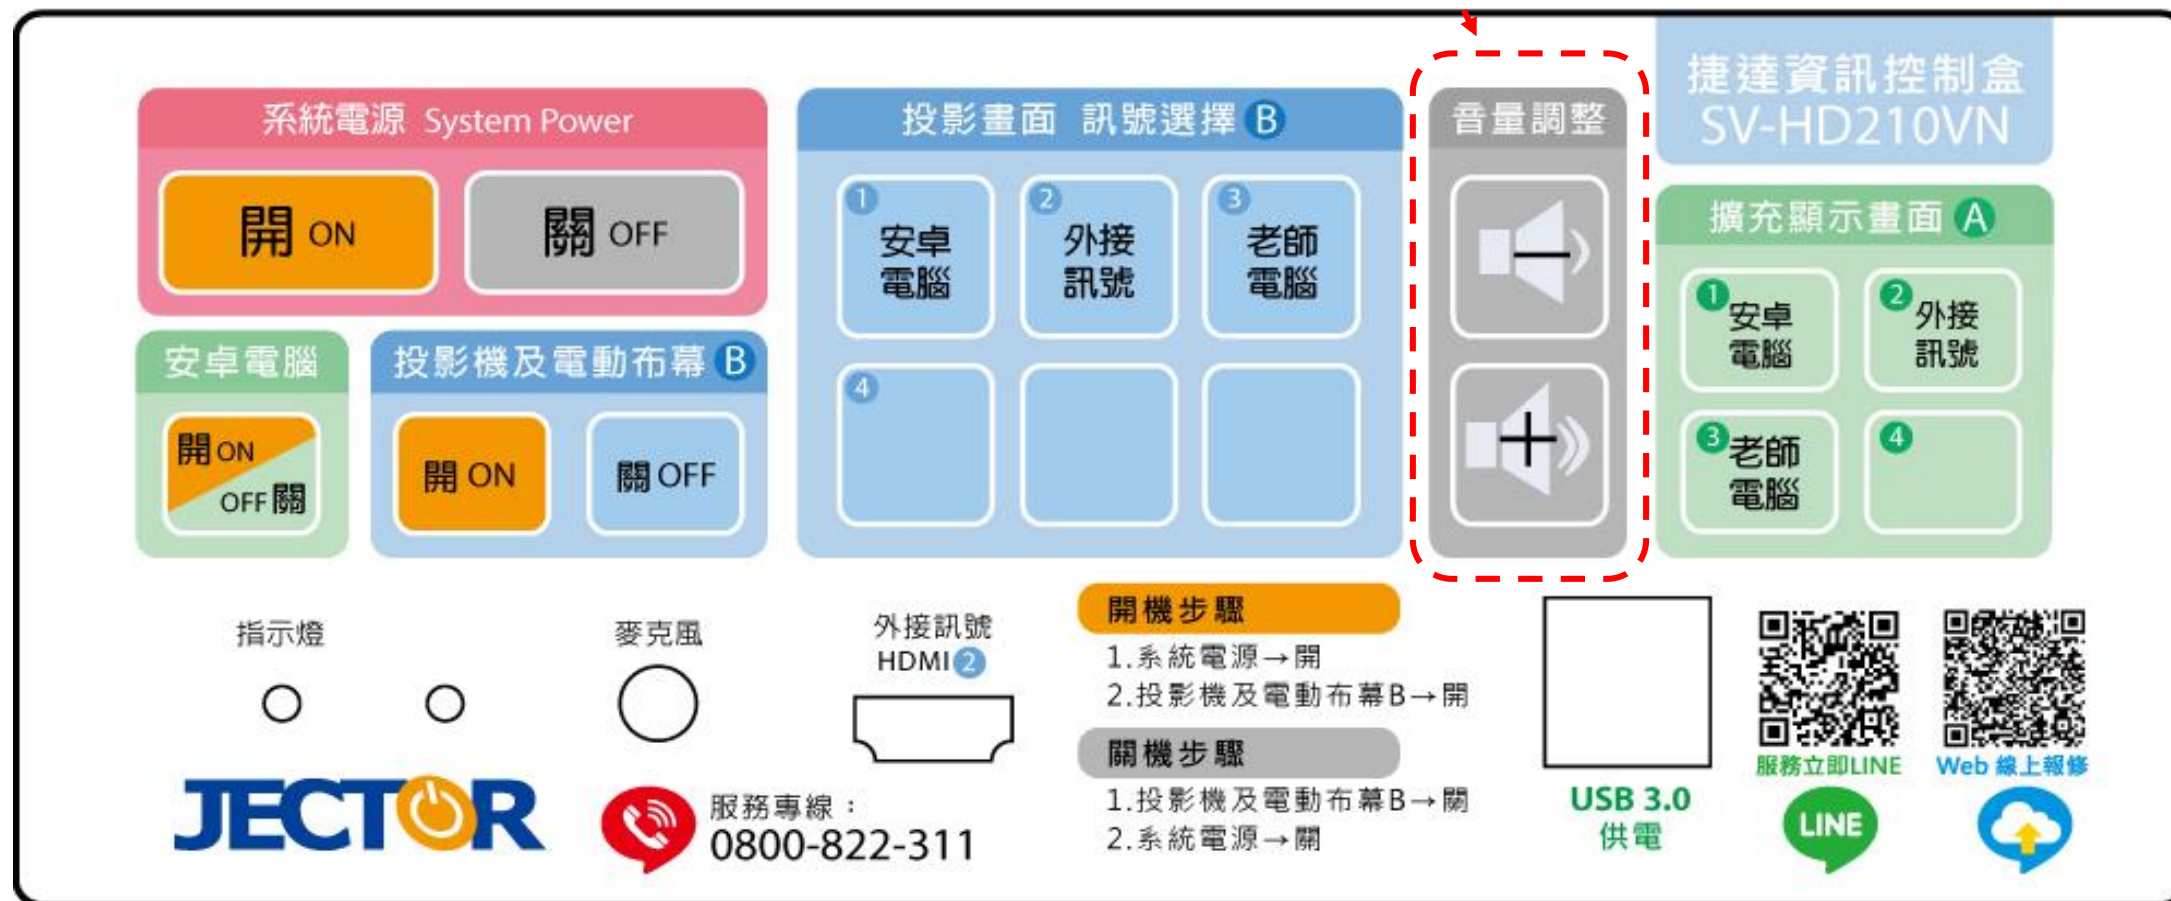 捷達資訊控制盒
SV-HD210VN
系統電源 System Power
開 ON
關 OFF
安卓電腦
開 ON
OFF 關
投影機及電動布幕 B
開 ON
關 OFF
投影畫面 訊號選擇 B
1
安卓
電腦
2
外接
訊號
3
老師
電腦
4
音量調整
擴充顯示畫面 A
1
安卓
電腦
2
外接
訊號
3
老師
電腦
4
指示燈
麥克風
外接訊號
HDMI 2
開機步驟
1.系統電源→開
2.投影機及電動布幕B→開
關機步驟
1.投影機及電動布幕B→關
2.系統電源→關
USB 3.0
供電
服務立即LINE
LINE
Web 線上報修
JECTOR
服務專線：
0800-822-311